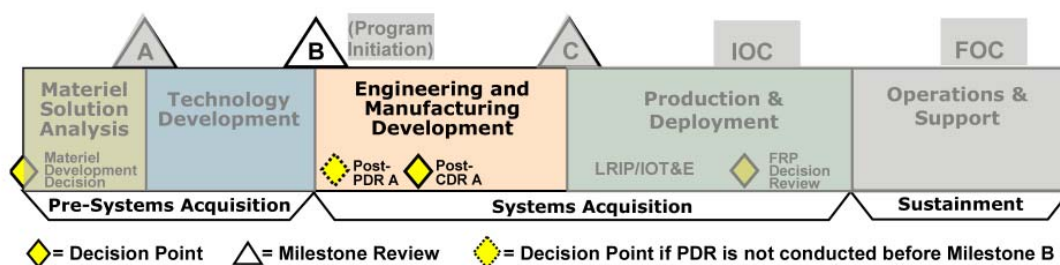 A
B
(Program
Initiation)
C
IOC
FOC
Materiel
Solution
Analysis
Materiel
Development
Decision
Technology
Development
Engineering and
Manufacturing
Development
Post-
PDR A
Post-
CDR A
Production &
Deployment
LRIP/IOT&E
FRP
Decision
Review
Operations &
Support
Pre-Systems Acquisition
Systems Acquisition
Sustainment
= Decision Point
= Milestone Review
= Decision Point if PDR is not conducted before Milestone B